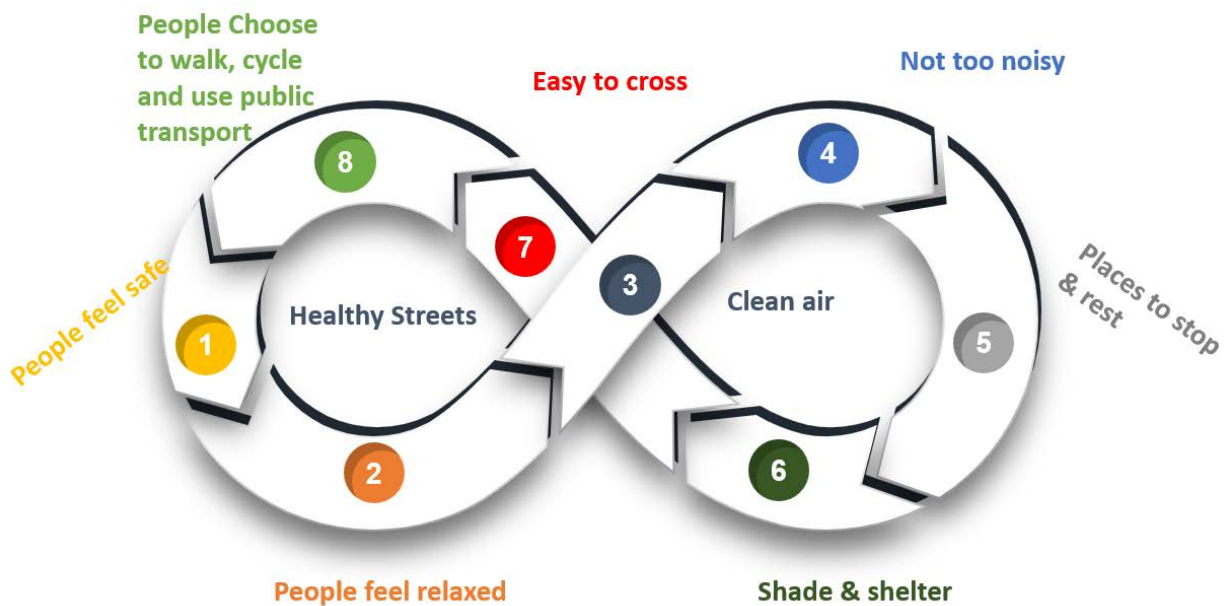 People Choose
to walk, cycle
and use public
transport
Easy to cross
Not too noisy
8
4
7
3
People feel safe
Healthy Streets
Clean air
Places to stop
& rest
1
5
2
6
People feel relaxed
Shade & shelter